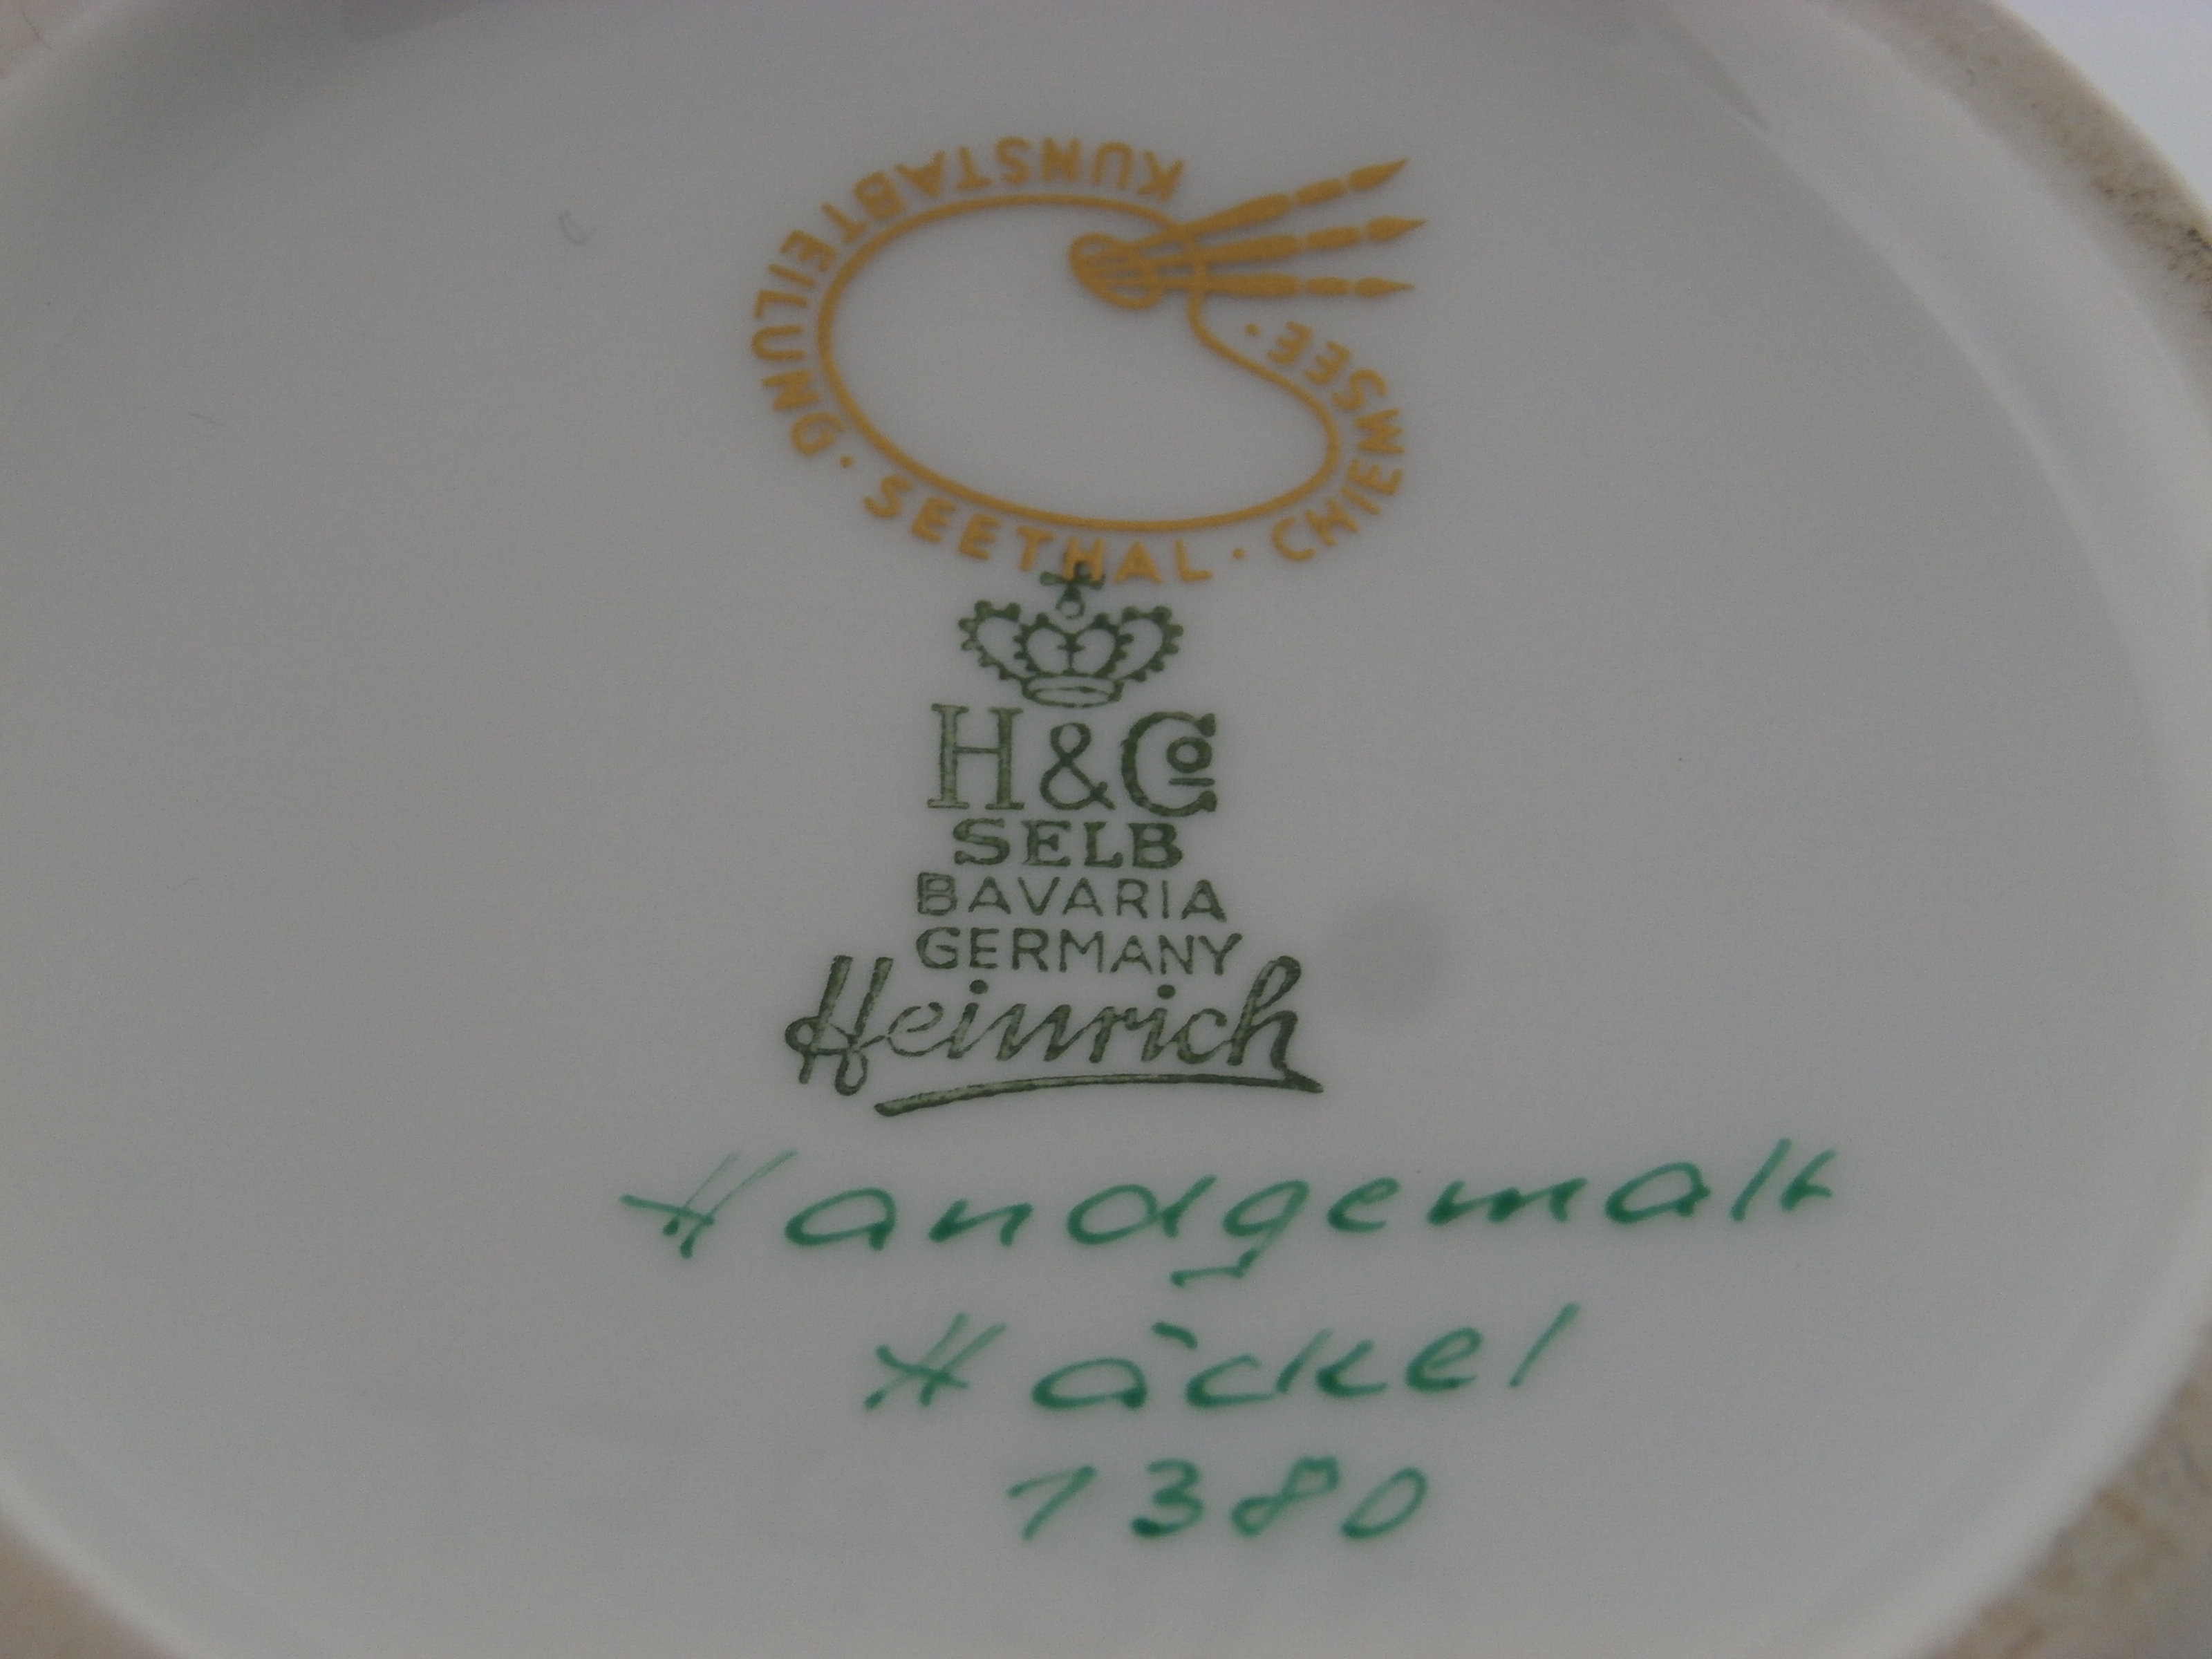 KUNSTABTEILUNG · SEETHAL · CHIEMSEE ·
H & Co
SELB
BAVARIA
GERMANY
Heinrich
Handgemalt
Häckel
1380